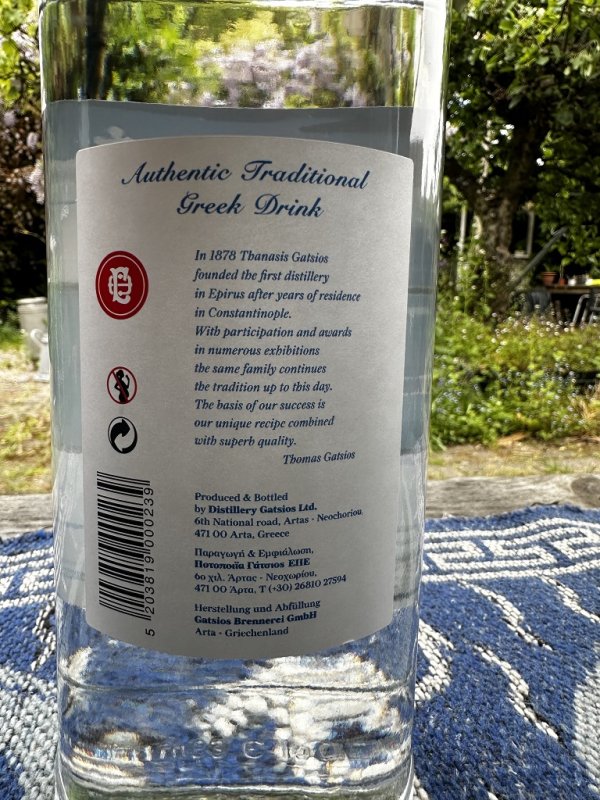 Authentic Traditional
Greek Drink
In 1878 Thanasis Gatsios
founded the first distillery
in Epirus after years of residence
in Constantinople.
With participation and awards
in numerous exhibitions
the same family continues
the tradition up to this day.
The basis of our success is
our unique recipe combined
with superb quality.
Thomas Gatsios
Produced & Bottled
by Distillery Gatsios Ltd.
6th National road, Artas - Neochoriou,
471 00 Arta, Greece
Παραγωγή & Εμφιάλωση,
Ποτοποιΐα Γάτσιος ΕΠΕ
6ο χιλ. Άρτας - Νεοχωρίου,
471 00 Άρτα, Τ (+30) 26810 27594
Herstellung und Abfüllung
Gatsios Brennerei GmbH
Arta - Griechenland
5 203819 000239